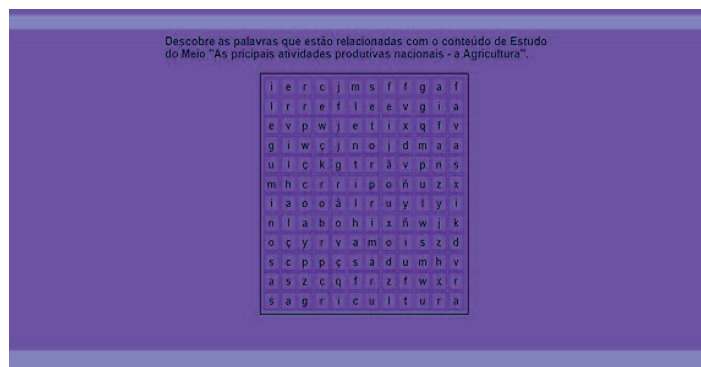 Descobre as palavras que estão relacionadas com o conteúdo de Estudo
do Meio "As pricipais atividades produtivas nacionais - a Agricultura".
i e r c j m s f f g a f
l r r e f l e e v g i a
e v p w j e t i x q f v
g i w ç j n o j d m a a
u l ç k g t r ã v p n s
m h c r r i p o ñ u z x
i a o o ã l r u y l y i
n l a b o h i x ñ w j k
o ç y r v a m o i s z d
s c p p ç s á d u m h v
a s z c q f r z f w x r
s a g r i c u l t u r a